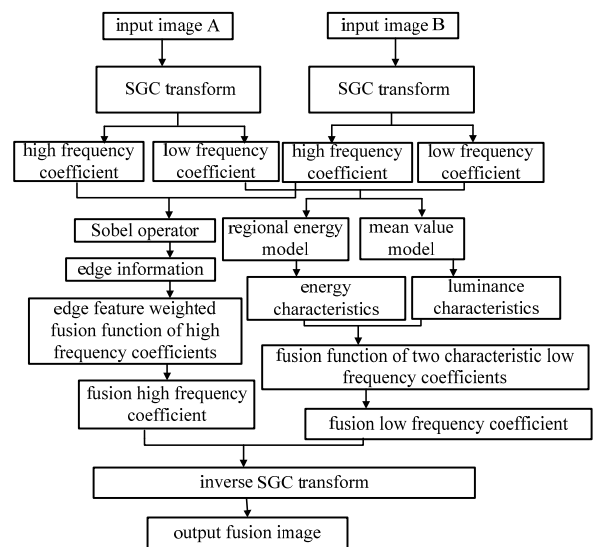 input image A
input image B
SGC transform
SGC transform
high frequency
coefficient
low frequency
coefficient
high frequency
coefficient
low frequency
coefficient
Sobel operator
regional energy
model
mean value
model
edge information
energy
characteristics
luminance
characteristics
edge feature weighted
fusion function of high
frequency coefficients
fusion function of two characteristic low
frequency coefficients
fusion high frequency
coefficient
fusion low frequency coefficient
inverse SGC transform
output fusion image